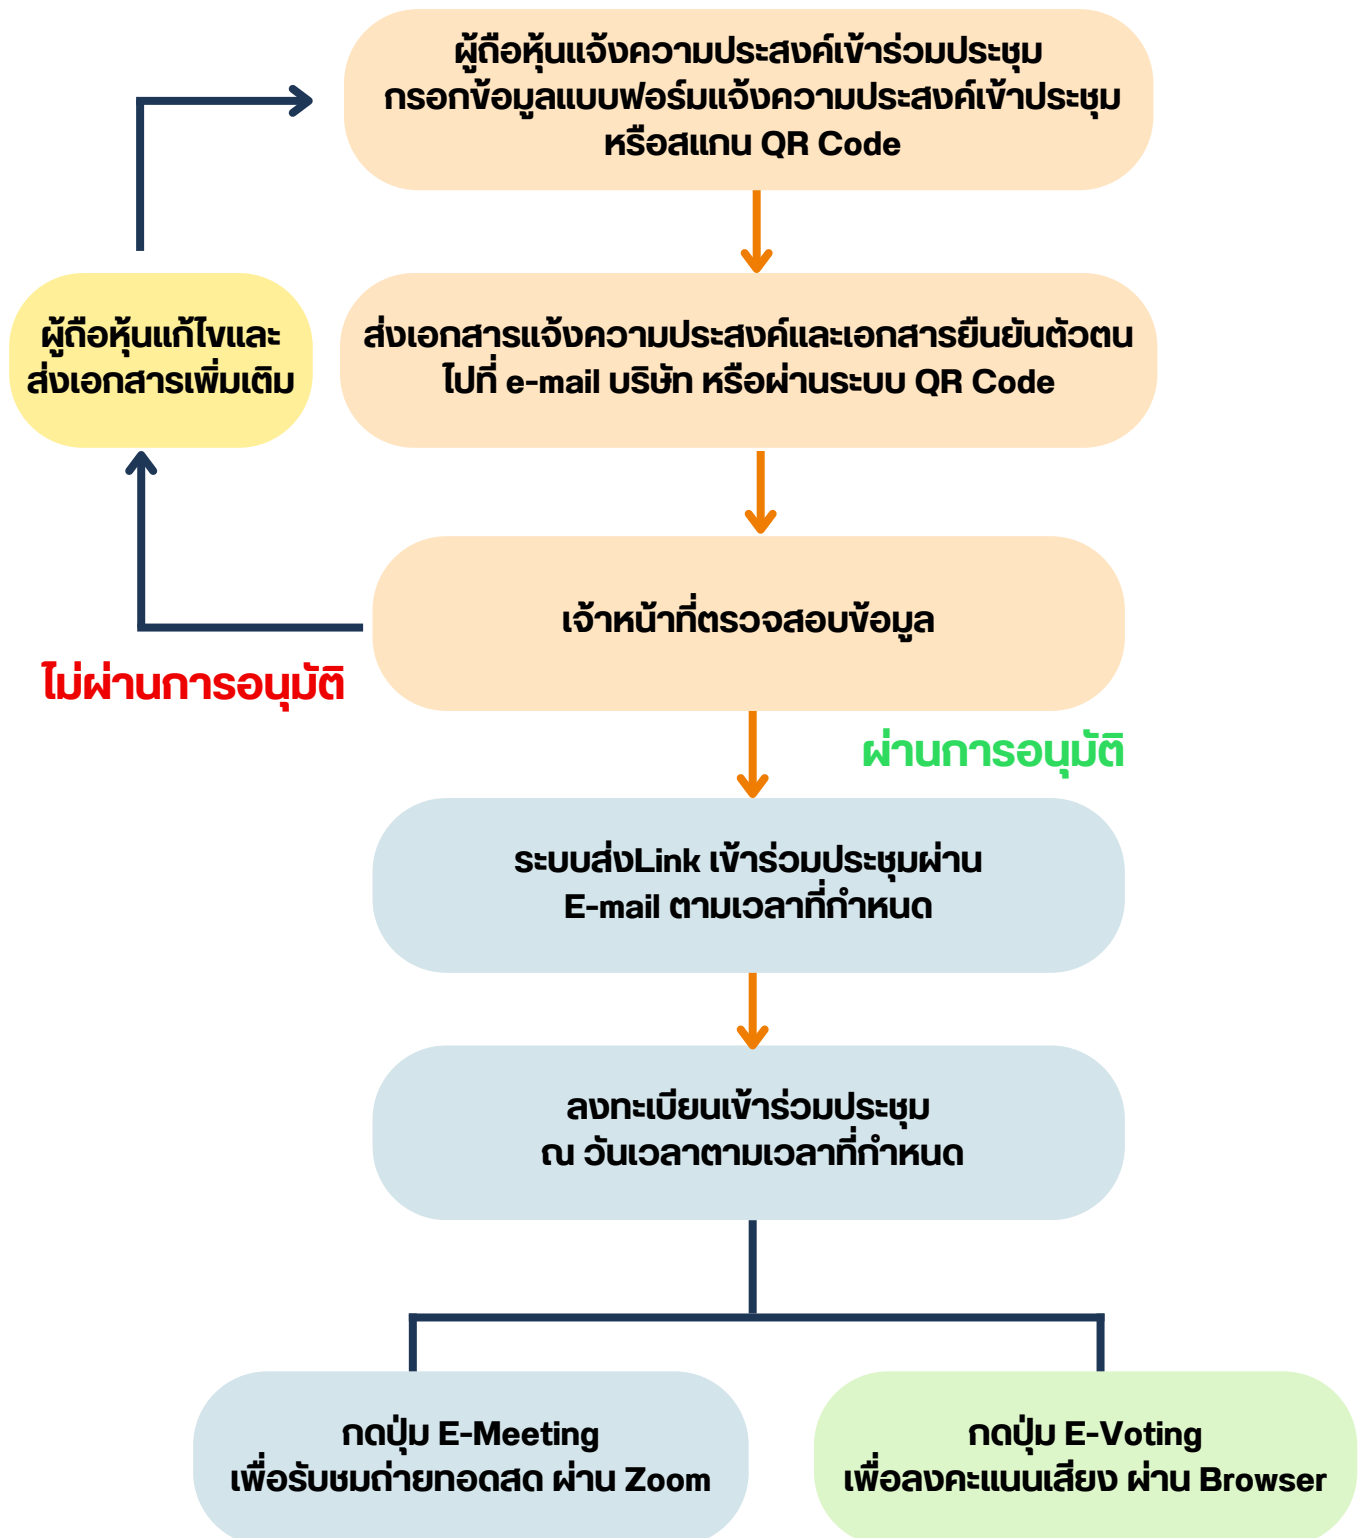 ผู้ถือหุ้นแจ้งความประสงค์เข้าร่วมประชุม
กรอกข้อมูลแบบฟอร์มแจ้งความประสงค์เข้าประชุม
หรือสแกน QR Code
ผู้ถือหุ้นแก้ไขและ
ส่งเอกสารเพิ่มเติม
ส่งเอกสารแจ้งความประสงค์และเอกสารยืนยันตัวตน
ไปที่ e-mail บริษัท หรือผ่านระบบ QR Code
เจ้าหน้าที่ตรวจสอบข้อมูล
ไม่ผ่านการอนุมัติ
ผ่านการอนุมัติ
ระบบส่งLink เข้าร่วมประชุมผ่าน
E-mail ตามเวลาที่กำหนด
ลงทะเบียนเข้าร่วมประชุม
ณ วันเวลาตามเวลาที่กำหนด
กดปุ่ม E-Meeting
เพื่อรับชมถ่ายทอดสด ผ่าน Zoom
กดปุ่ม E-Voting
เพื่อลงคะแนนเสียง ผ่าน Browser